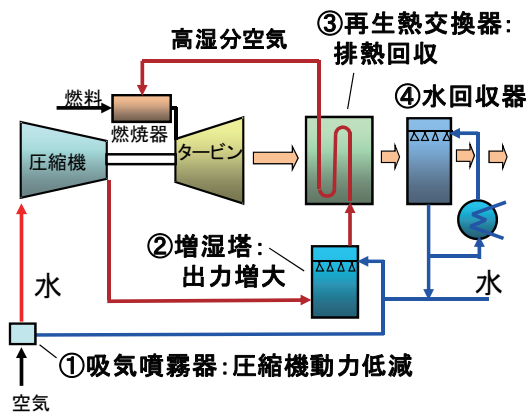 高湿分空気
③再生熱交換器:
排熱回収
④水回収器
燃料
燃焼器
圧縮機
タービン
②増湿塔:
出力増大
水
水
①吸気噴霧器:圧縮機動力低減
空気